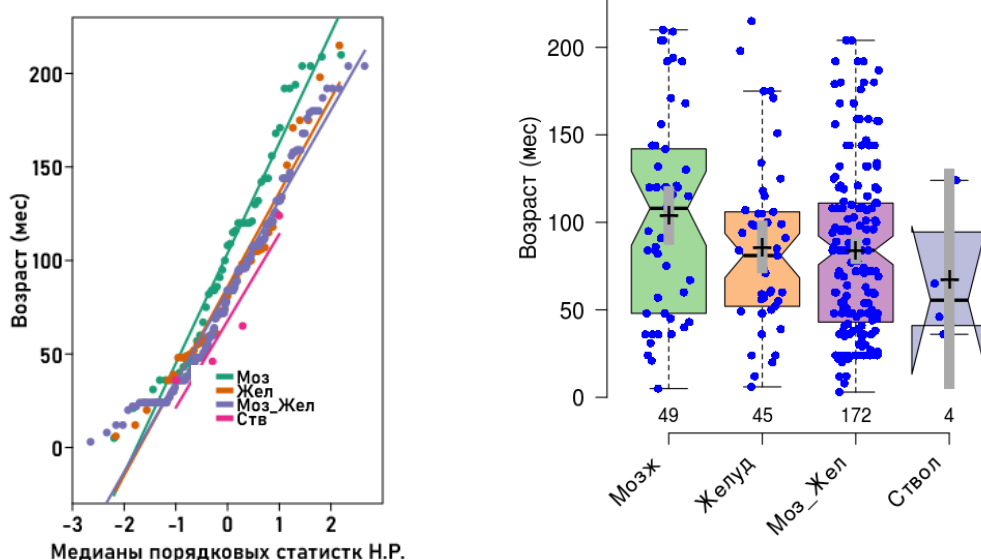 200
150
100
50
0
Возраст (мес)
Моз
Жел
Моз_Жел
Ств
-3 -2 -1 0 1 2
Медианы порядковых статистк Н.Р.
200
150
100
50
0
Возраст (мес)
49 45 172 4
Мозж Желуд Моз_Жел Ствол